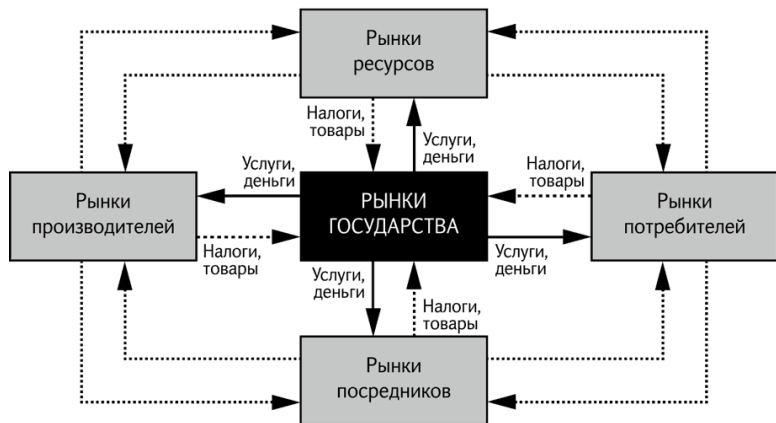 Рынки
ресурсов
Налоги,
товары
Услуги,
деньги
Услуги,
деньги
Налоги,
товары
Рынки
производителей
РЫНКИ
ГОСУДАРСТВА
Рынки
потребителей
Налоги,
товары
Услуги,
деньги
Услуги,
деньги
Налоги,
товары
Рынки
посредников